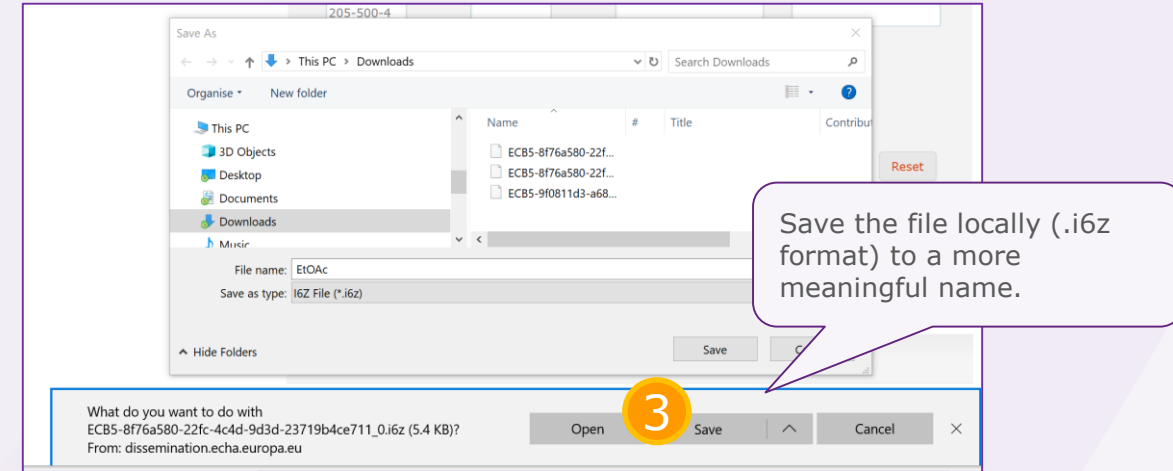 205-500-4
Save As
This PC > Downloads
Search Downloads
Organise
New folder
This PC
3D Objects
Desktop
Documents
Downloads
Music
Name # Title Contribut
ECB5-8f76a580-22f...
ECB5-8f76a580-22f...
ECB5-9f0811d3-a68...
Reset
Save the file locally (.i6z
format) to a more
meaningful name.
File name: EtOAc
Save as type: I6Z File (*.i6z)
Hide Folders
Save
What do you want to do with
ECB5-8f76a580-22fc-4c4d-9d3d-23719b4ce711_0.i6z (5.4 KB)?
From: dissemination.echa.europa.eu
Open
3
Save
Cancel